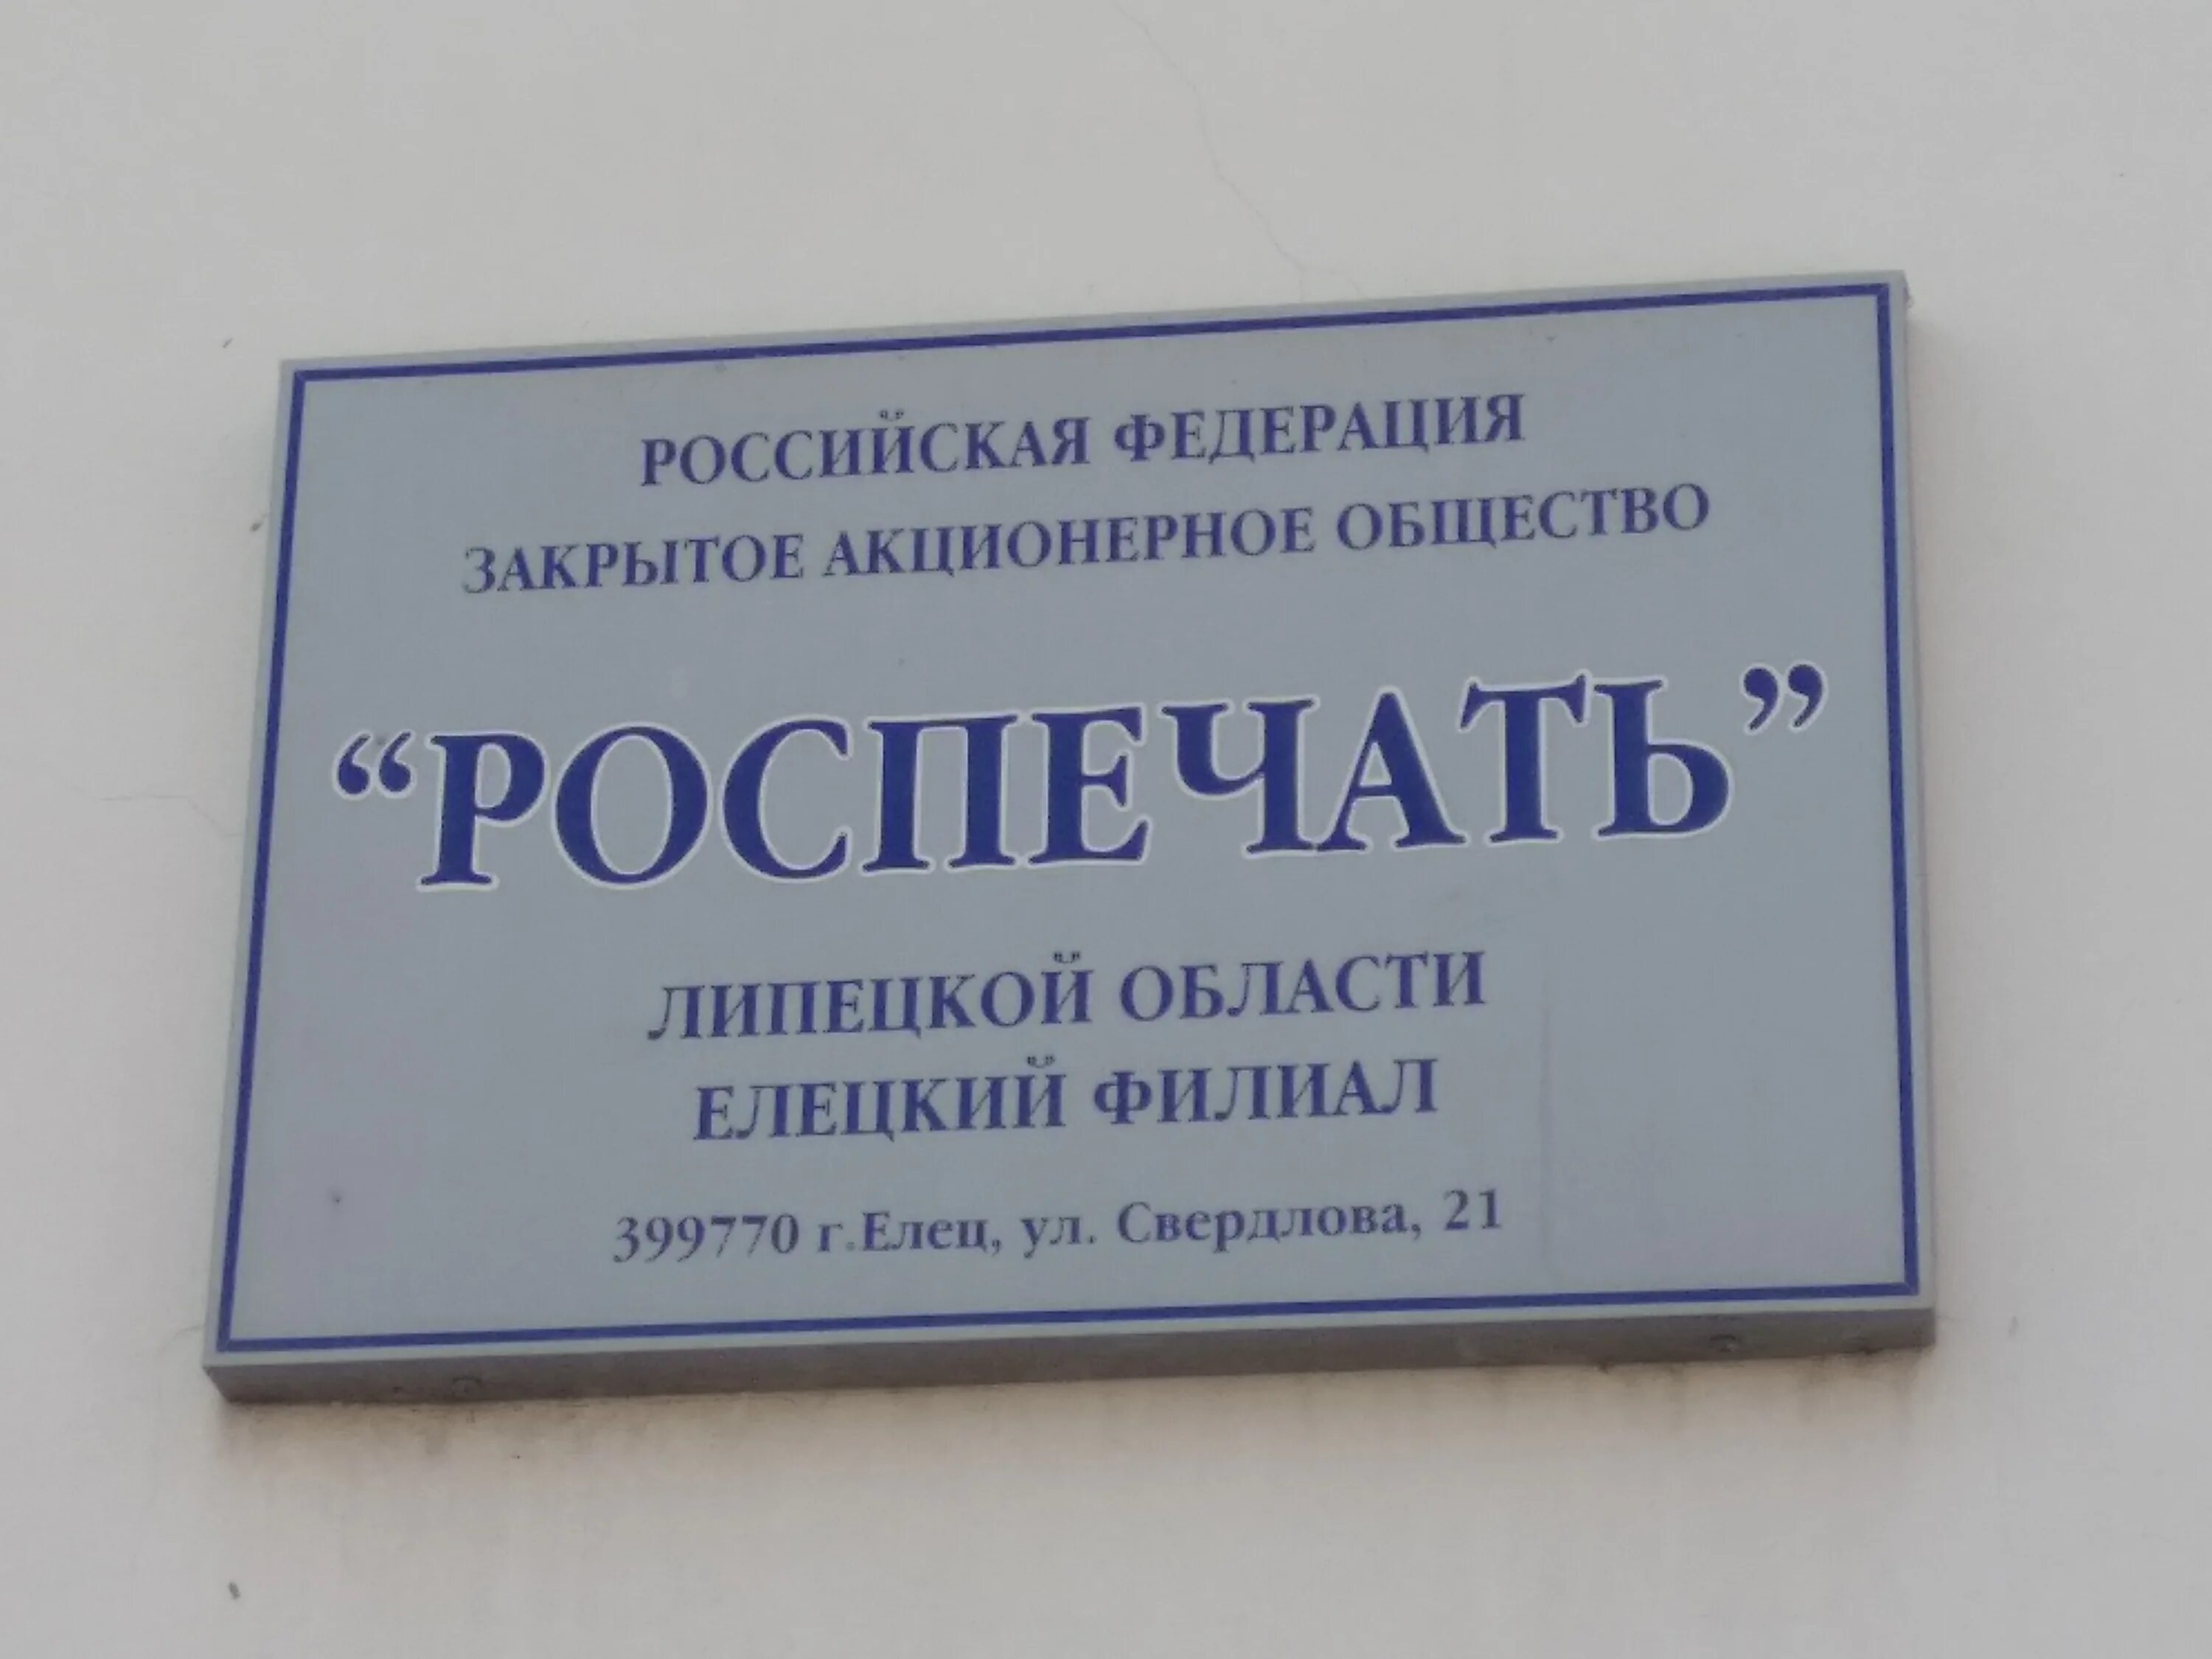 РОССИЙСКАЯ ФЕДЕРАЦИЯ
ЗАКРЫТОЕ АКЦИОНЕРНОЕ ОБЩЕСТВО
“РОСПЕЧАТЬ”
ЛИПЕЦКОЙ ОБЛАСТИ
ЕЛЕЦКИЙ ФИЛИАЛ
399770 г.Елец, ул. Свердлова, 21